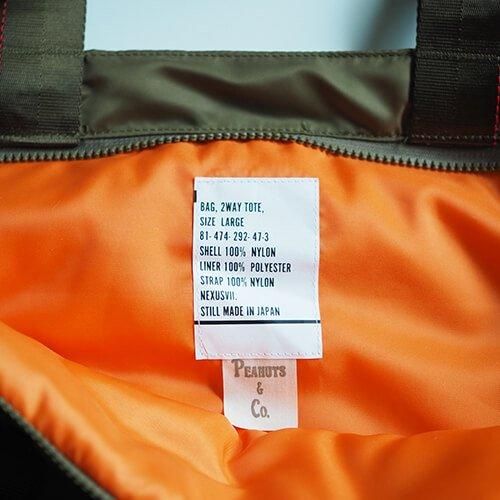 BAG, 2WAY TOTE,
SIZE LARGE
81-474-292-47-3
SHELL 100% NYLON
LINER 100% POLYESTER
STRAP 100% NYLON
NEXUSVII.
STILL MADE IN JAPAN
PEANUTS
&
CO.